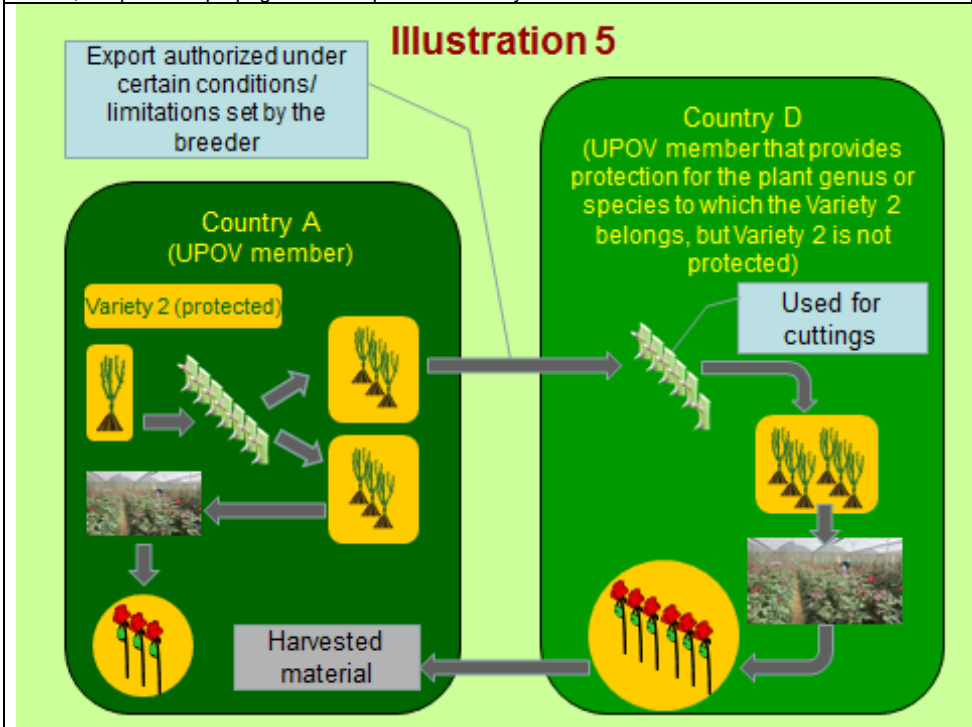 Illustration 5
Export authorized under
certain conditions/
limitations set by the
breeder
Country D
(UPOV member that provides
protection for the plant genus or
species to which the Variety 2
belongs, but Variety 2 is not
protected)
Country A
(UPOV member)
Variety 2 (protected)
Used for
cuttings
Harvested
material